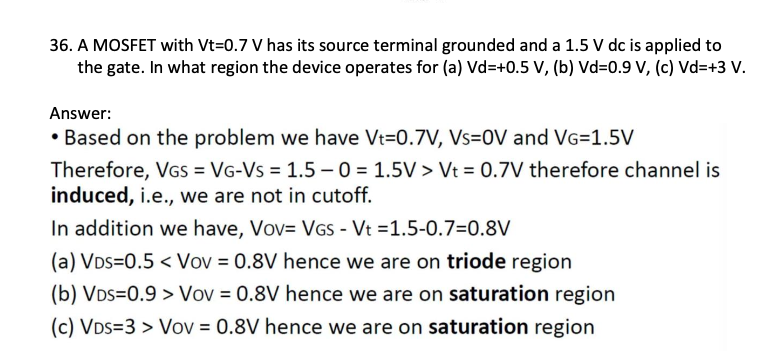 36. A MOSFET with Vt=0.7 V has its source terminal grounded and a 1.5 V dc is applied to
the gate. In what region the device operates for (a) Vd=+0.5 V, (b) Vd=0.9 V, (c) Vd=+3 V.
Answer:
• Based on the problem we have Vt=0.7V, Vs=0V and VG=1.5V
Therefore, VGS = VG-Vs = 1.5 – 0 = 1.5V > Vt = 0.7V therefore channel is
induced, i.e., we are not in cutoff.
In addition we have, VOV= VGS - Vt =1.5-0.7=0.8V
(a) VDS=0.5 < VOV = 0.8V hence we are on triode region
(b) VDS=0.9 > VOV = 0.8V hence we are on saturation region
(c) VDS=3 > VOV = 0.8V hence we are on saturation region